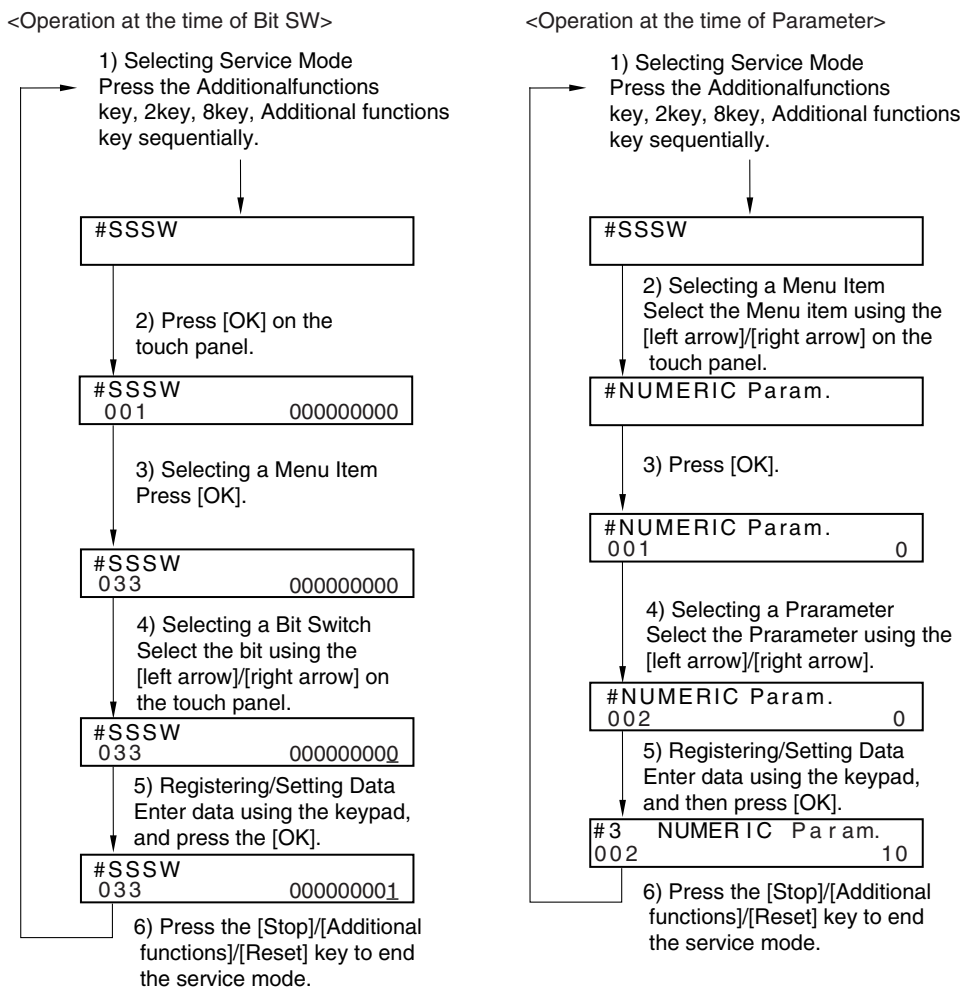 <Operation at the time of Bit SW>
1) Selecting Service Mode
Press the Additionalfunctions
key, 2key, 8key, Additional functions
key sequentially.
#SSSW
2) Press [OK] on the
touch panel.
#SSSW
001 000000000
3) Selecting a Menu Item
Press [OK].
#SSSW
033 000000000
4) Selecting a Bit Switch
Select the bit using the
[left arrow]/[right arrow] on
the touch panel.
#SSSW
033 000000000
5) Registering/Setting Data
Enter data using the keypad,
and press the [OK].
#SSSW
033 000000001
6) Press the [Stop]/[Additional
functions]/[Reset] key to end
the service mode.
<Operation at the time of Parameter>
1) Selecting Service Mode
Press the Additionalfunctions
key, 2key, 8key, Additional functions
key sequentially.
#SSSW
2) Selecting a Menu Item
Select the Menu item using the
[left arrow]/[right arrow] on the
touch panel.
#NUMERIC Param.
3) Press [OK].
#NUMERIC Param.
001 0
4) Selecting a Prarameter
Select the Prarameter using the
[left arrow]/[right arrow].
#NUMERIC Param.
002 0
5) Registering/Setting Data
Enter data using the keypad,
and then press [OK].
#3 NUMERIC Param.
002 10
6) Press the [Stop]/[Additional
functions]/[Reset] key to end
the service mode.